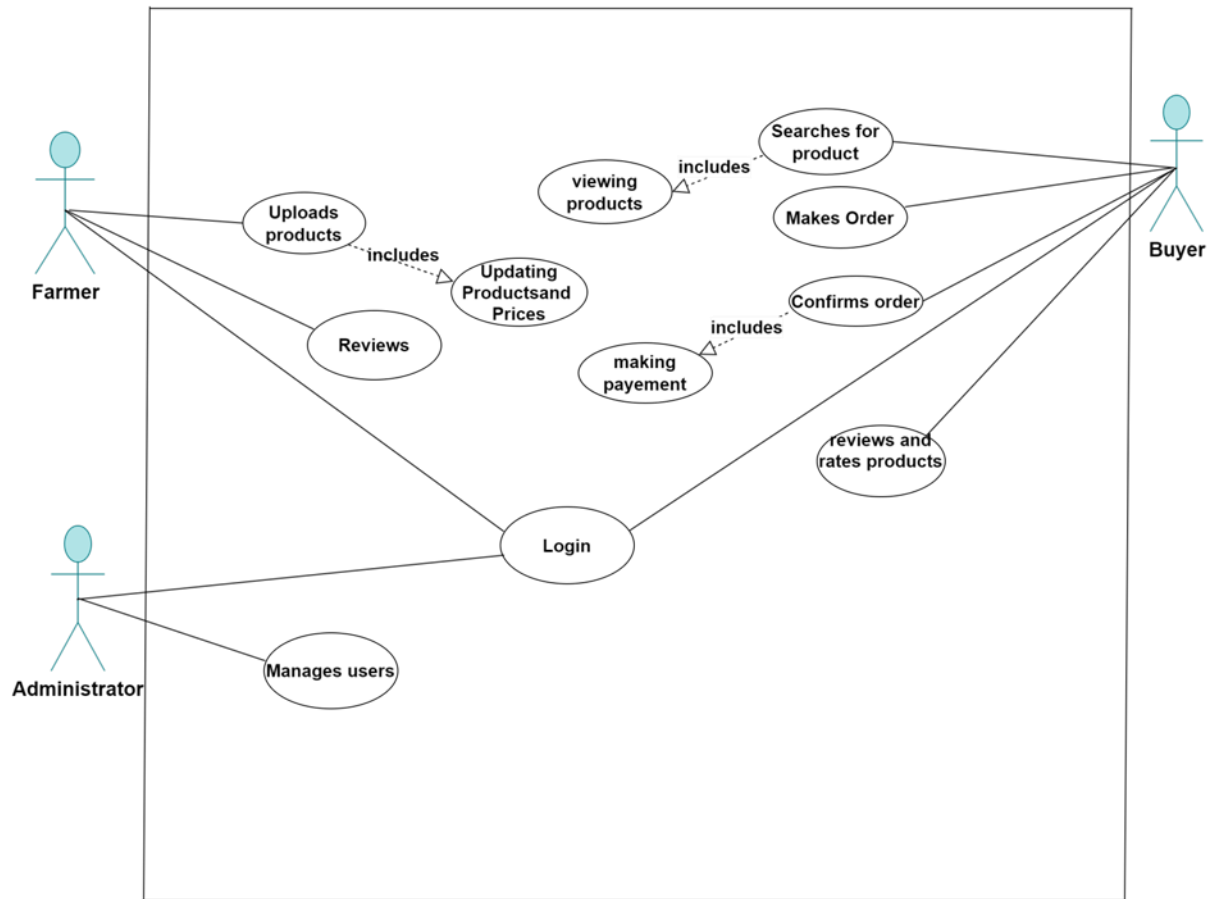 Searches for
product
includes
viewing
products
Makes Order
Buyer
Uploads
products
includes
Farmer
Updating
Productsand
Prices
Confirms order
includes
Reviews
making
payement
reviews and
rates products
Login
Manages users
Administrator